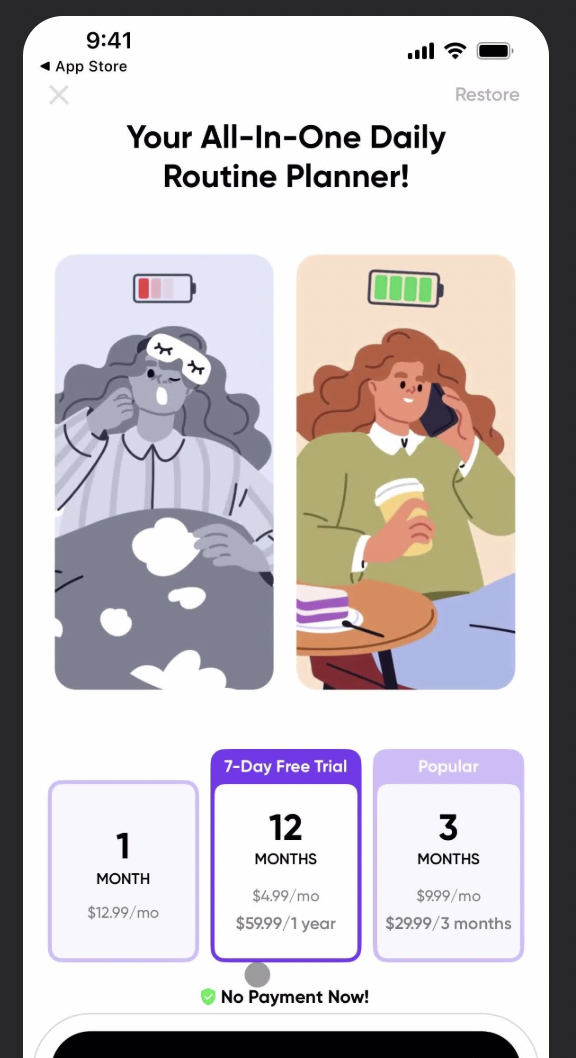 9:41
◀ App Store
Restore
Your All-In-One Daily
Routine Planner!
1
MONTH
$12.99/mo
7-Day Free Trial
12
MONTHS
$4.99/mo
$59.99/1 year
Popular
3
MONTHS
$9.99/mo
$29.99/3 months
No Payment Now!